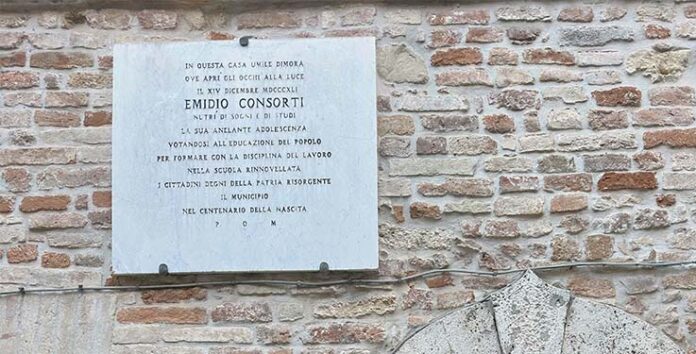 IN QUESTA CASA UMILE DIMORA
OVE APRÌ GLI OCCHI ALLA LUCE
IL XIV DICEMBRE MDCCCXLI
EMIDIO CONSORTI
NUTRÌ DI SOGNI E DI STUDI
LA SUA ANELANTE ADOLESCENZA
VOTANDOSI ALL'EDUCAZIONE DEL POPOLO
PER FORMARE CON LA DISCIPLINA DEL LAVORO
NELLA SCUOLA RINNOVELLATA
I CITTADINI DEGNI DELLA PATRIA RISORGENTE
IL MUNICIPIO
NEL CENTENARIO DELLA NASCITA
P O M